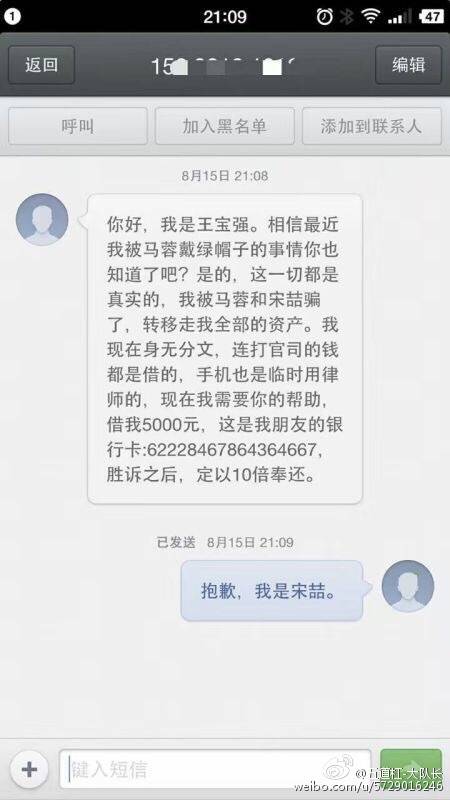 1
21:09
47
返回
编辑
呼叫
加入黑名单
添加到联系人
8月15日 21:08
你好，我是王宝强。相信最近
我被马蓉戴绿帽子的事情你也
知道了吧？是的，这一切都是
真实的，我被马蓉和宋喆骗
了，转移走我全部的资产。我
现在身无分文，连打官司的钱
都是借的，手机也是临时用律
师的，现在我需要你的帮助，
借我5000元，这是我朋友的银
行卡:62228467864364667，
胜诉之后，定以10倍奉还。
已发送 8月15日 21:09
抱歉，我是宋喆。
键入短信
道杠-大队长
weibo.com/u/5729016246